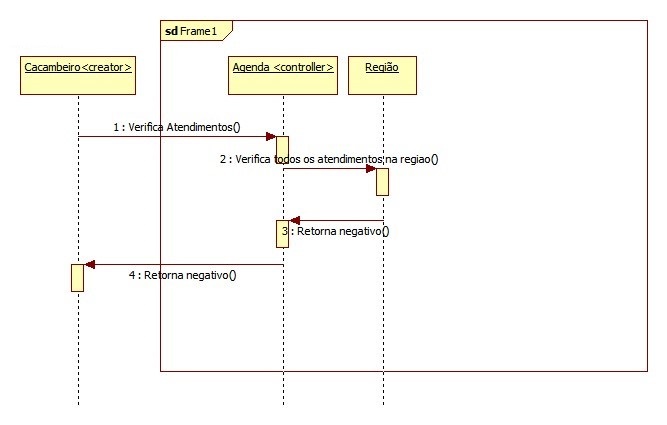 sd Frame1
Cacambeiro<creator>
Agenda <controller>
Região
1 : Verifica Atendimentos()
2 : Verifica todos os atendimentos na regiao()
3 : Retorna negativo()
4 : Retorna negativo()